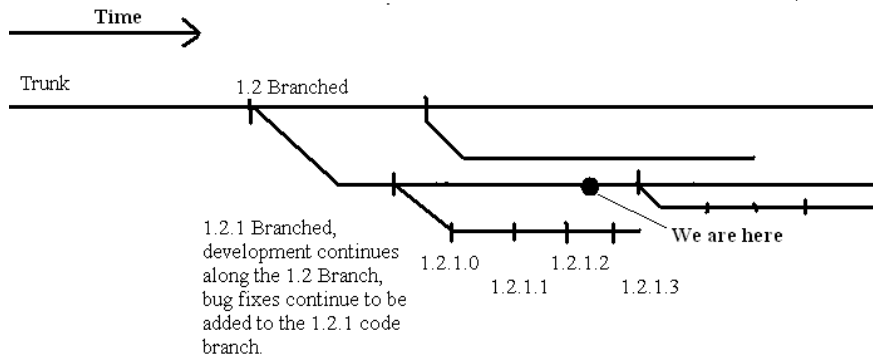 Time
Trunk
1.2 Branched
1.2.1 Branched,
development continues
along the 1.2 Branch,
bug fixes continue to be
added to the 1.2.1 code
branch.
1.2.1.0
1.2.1.1
1.2.1.2
1.2.1.3
We are here